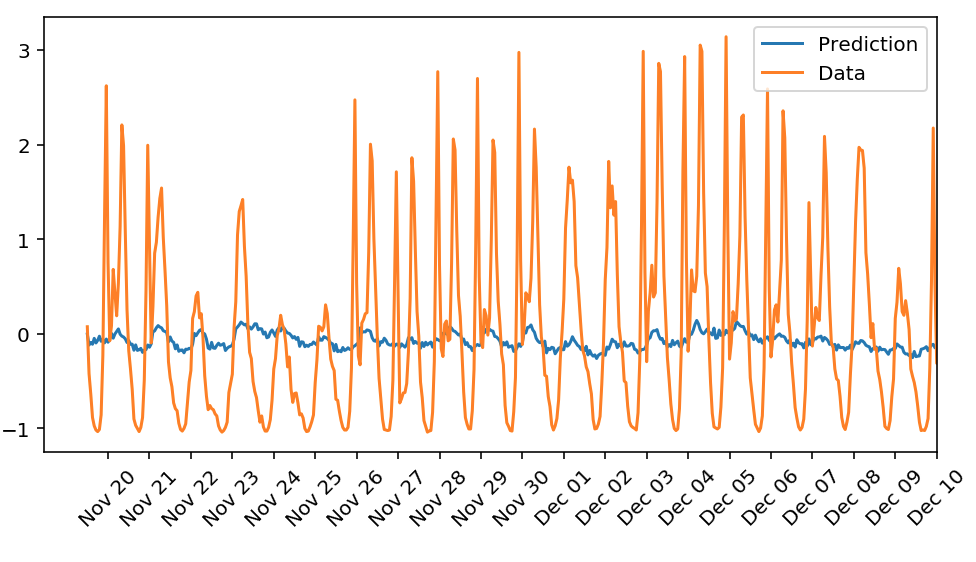 3
2
1
0
−1
Prediction
Data
Nov 20
Nov 21
Nov 22
Nov 23
Nov 24
Nov 25
Nov 26
Nov 27
Nov 28
Nov 29
Nov 30
Dec 01
Dec 02
Dec 03
Dec 04
Dec 05
Dec 06
Dec 07
Dec 08
Dec 09
Dec 10